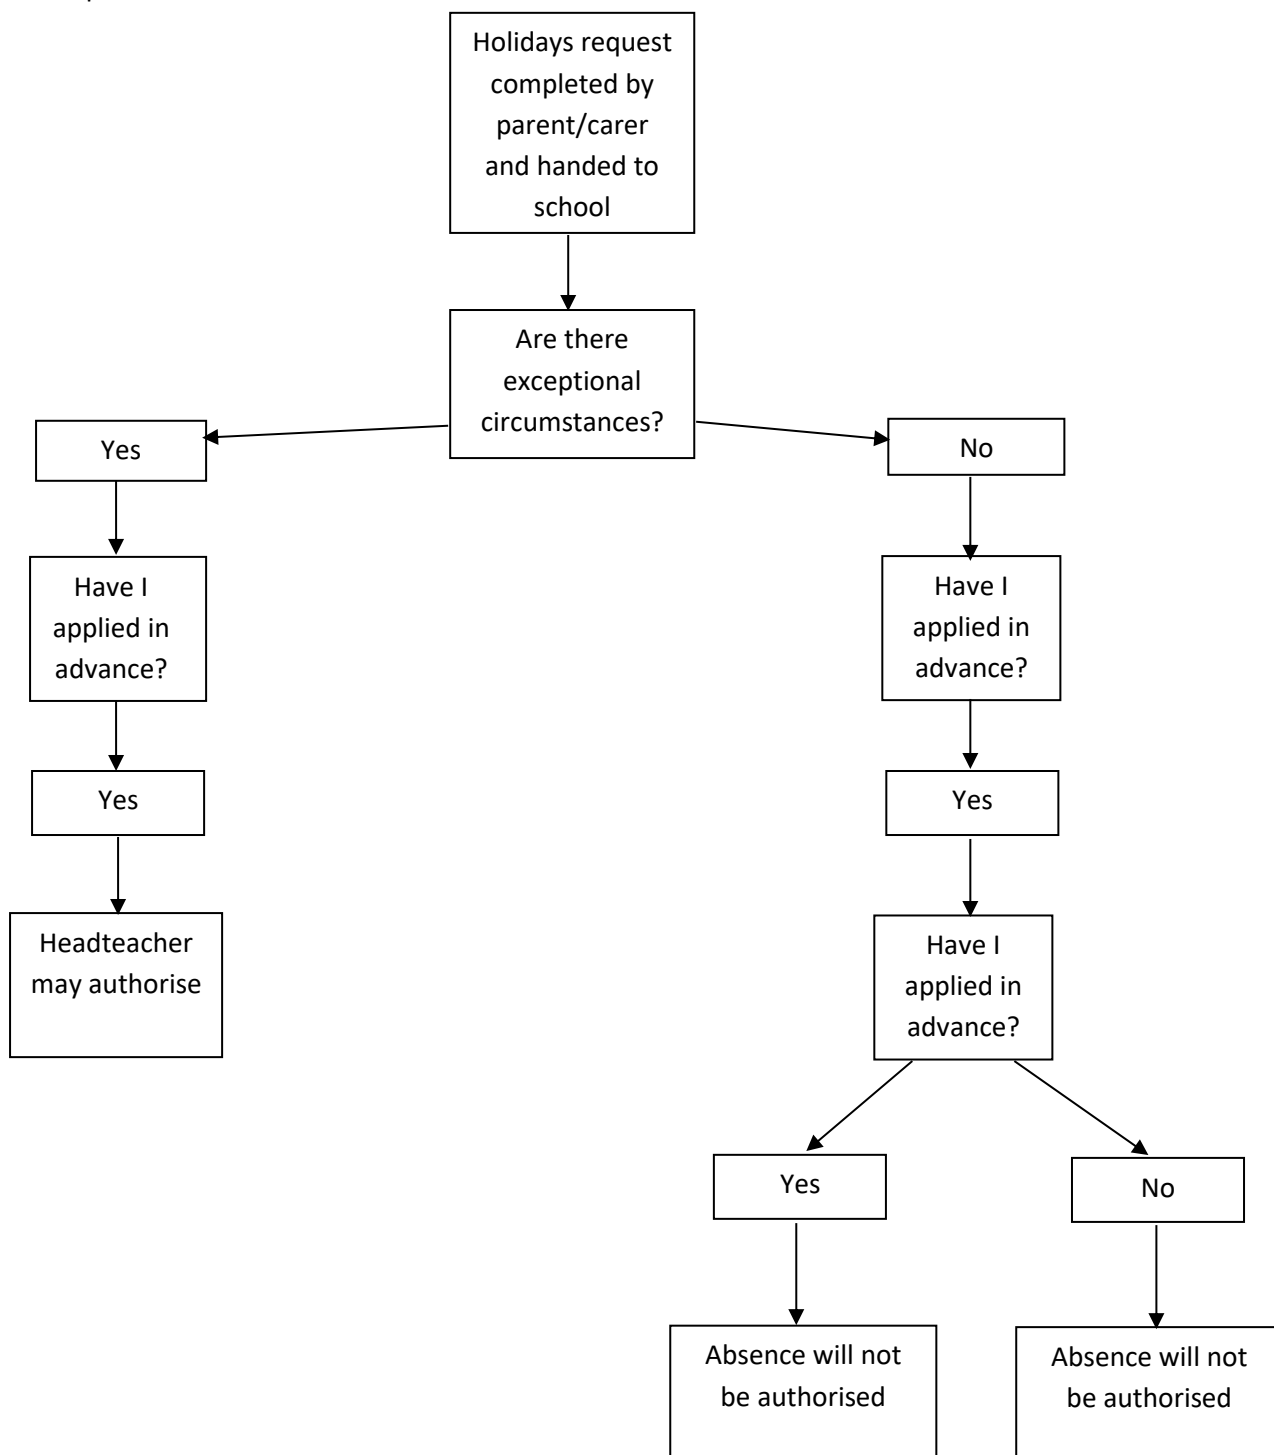 Holidays request
completed by
parent/carer
and handed to
school
Are there
exceptional
circumstances?
Yes
No
Have I
applied in
advance?
Have I
applied in
advance?
Yes
Yes
Headteacher
may authorise
Have I
applied in
advance?
Yes
No
Absence will not
be authorised
Absence will not
be authorised